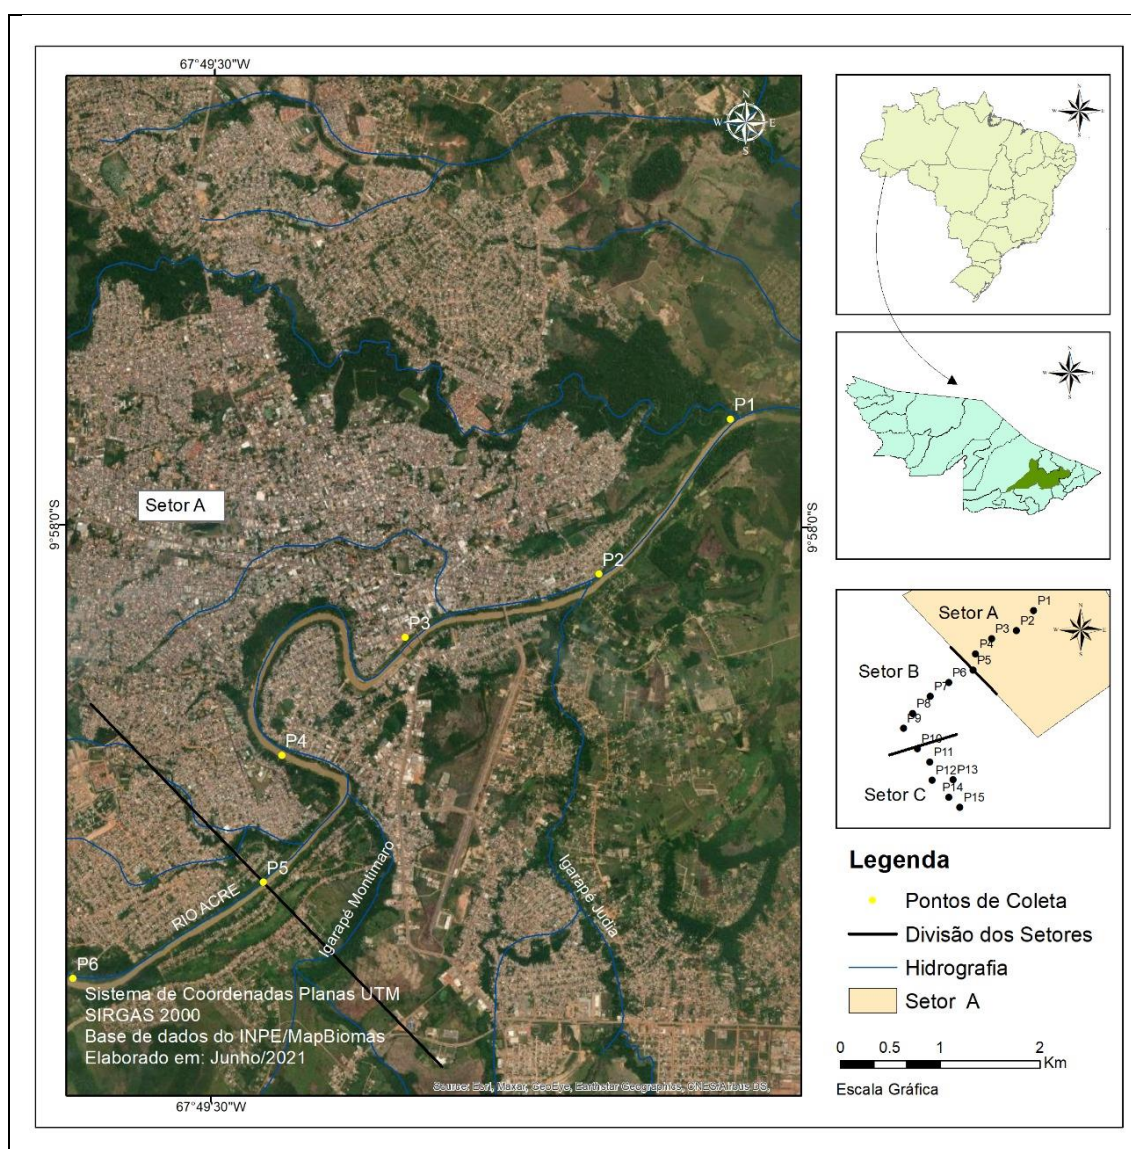 67°49'30"W
N
W E
S
P1
Setor A
9°58'0"S
9°58'0"S
P2
P3
P4
P5
RIO ACRE
Igarapé Montimaro
Igarapé Judia
P6
Sistema de Coordenadas Planas UTM
SIRGAS 2000
Base de dados do INPE/MapBiomas
Elaborado em: Junho/2021
Source: Esri, Maxar, GeoEye, Earthstar Geographics, CNES/Airbus DS,
67°49'30"W
N
W E
S
N
W E
S
Setor A
P1
P2
P3
P4
P5
N
W E
S
Setor B
P6
P7
P8
P9
P10
P11
P12
P13
Setor C
P14
P15
Legenda
Pontos de Coleta
Divisão dos Setores
Hidrografia
Setor A
0 0.5 1 2
Km
Escala Gráfica